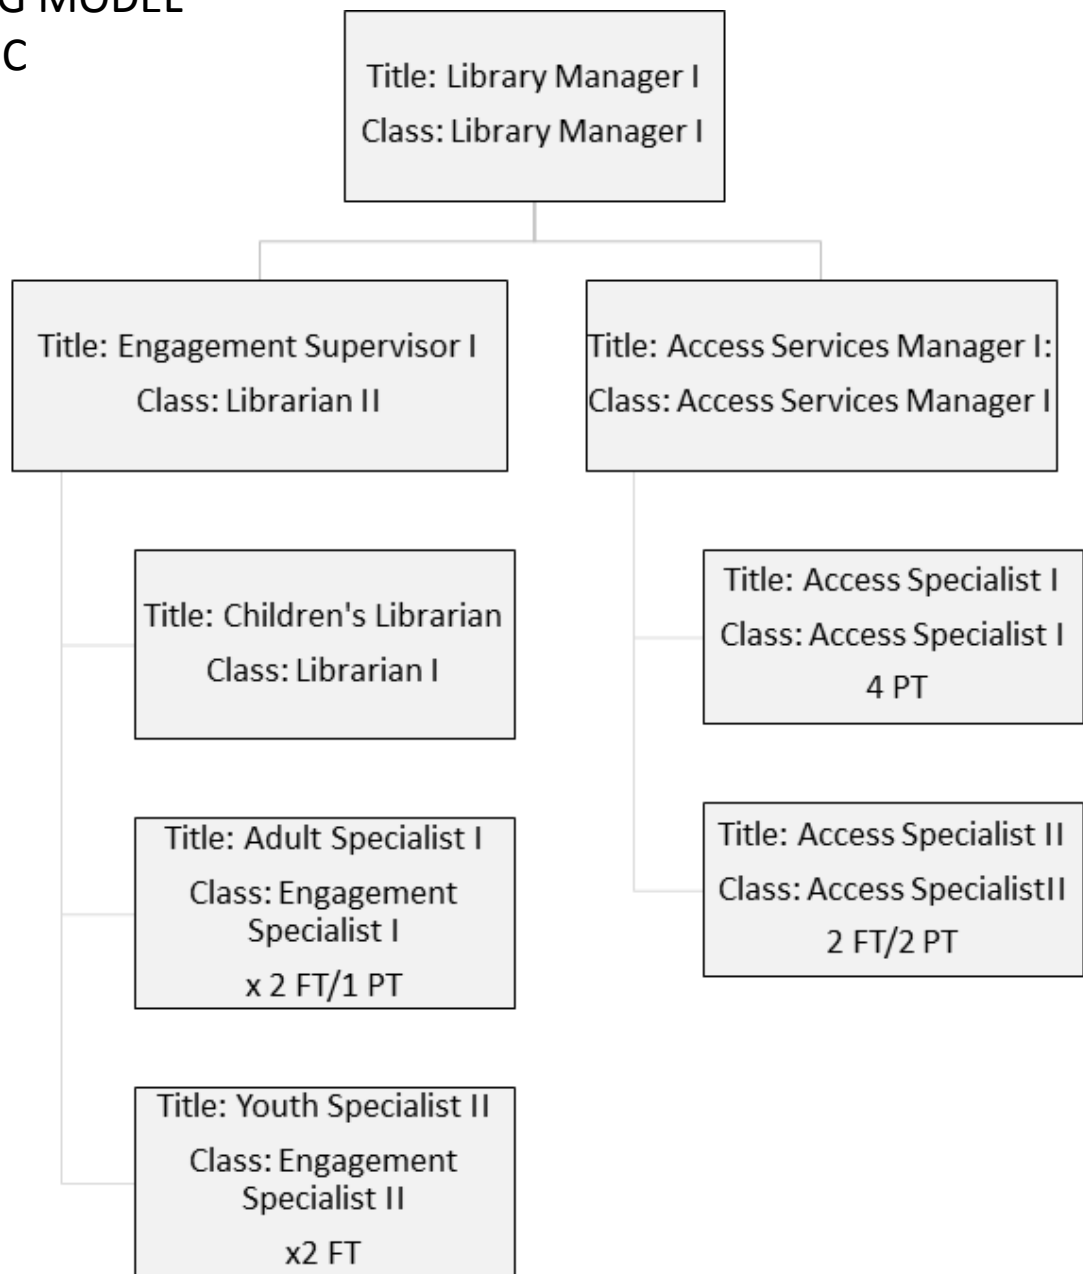 G MODEL
C
Title: Library Manager I
Class: Library Manager I
Title: Engagement Supervisor I
Class: Librarian II
Title: Access Services Manager I:
Class: Access Services Manager I
Title: Children's Librarian
Class: Librarian I
Title: Adult Specialist I
Class: Engagement
Specialist I
x 2 FT/1 PT
Title: Youth Specialist II
Class: Engagement
Specialist II
x2 FT
Title: Access Specialist I
Class: Access Specialist I
4 PT
Title: Access Specialist II
Class: Access SpecialistII
2 FT/2 PT